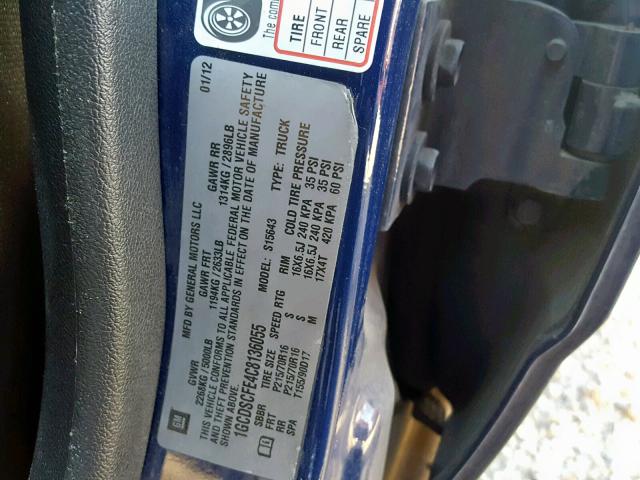 The com
TIRE
FRONT
REAR
SPARE
GM
MFD BY GENERAL MOTORS LLC 01/12
GVWR GAWR FRT GAWR RR
2268KG/5000LB 1194KG/2633LB 1314KG/2896LB
THIS VEHICLE CONFORMS TO ALL APPLICABLE FEDERAL MOTOR VEHICLE SAFETY
AND THEFT PREVENTION STANDARDS IN EFFECT ON THE DATE OF MANUFACTURE
SHOWN ABOVE.
1GCDSCFE4C8136055 MODEL: S15643 TYPE: TRUCK
SBBR TIRE SIZE SPEED RTG RIM COLD TIRE PRESSURE
FRT P215/70R16 S 16X6.5J 240 KPA 35 PSI
RR P215/70R16 S 16X6.5J 240 KPA 35 PSI
SPA T155/90D17 M 17X4T 420 KPA 60 PSI